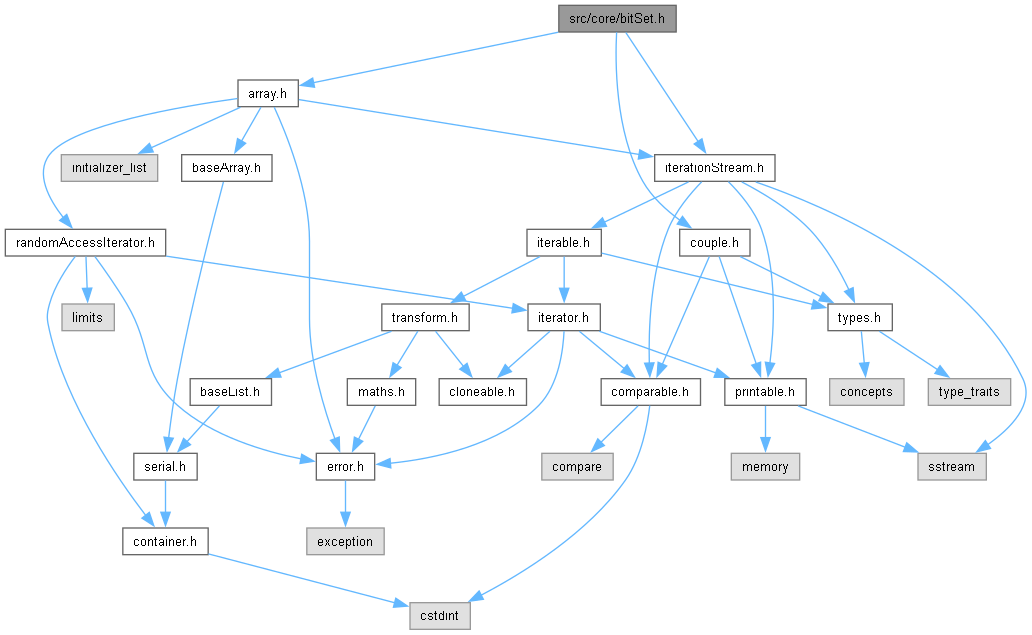 src/core/bitSet.h
array.h
initializer_list
baseArray.h
iterationStream.h
randomAccessIterator.h
iterable.h
couple.h
limits
transform.h
iterator.h
types.h
baseList.h
maths.h
cloneable.h
comparable.h
printable.h
concepts
type_traits
serial.h
error.h
compare
memory
sstream
container.h
exception
cstdint